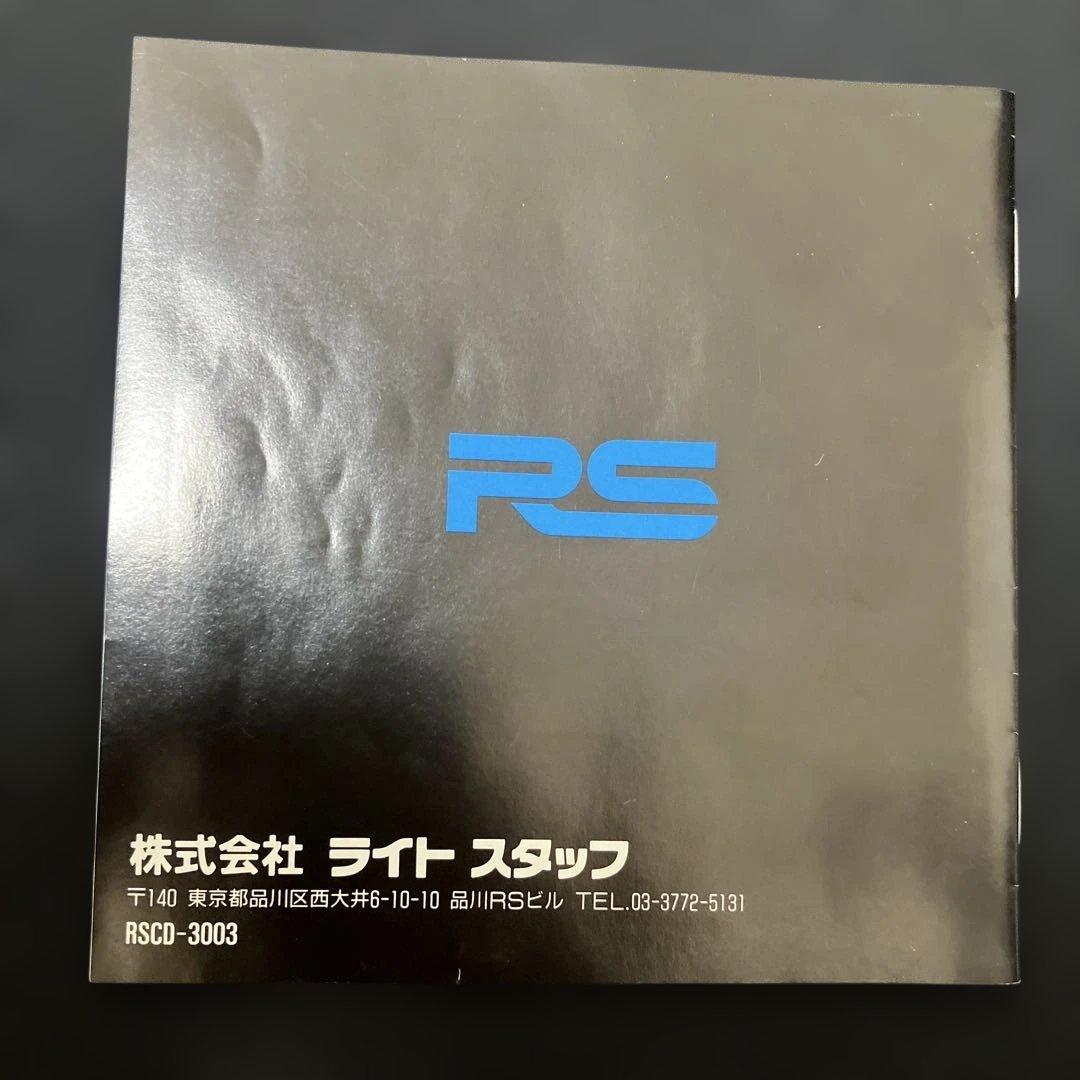 RS
株式会社 ライト スタッフ
〒140 東京都品川区西大井6-10-10 品川RSビル TEL.03-3772-5131
RSCD-3003